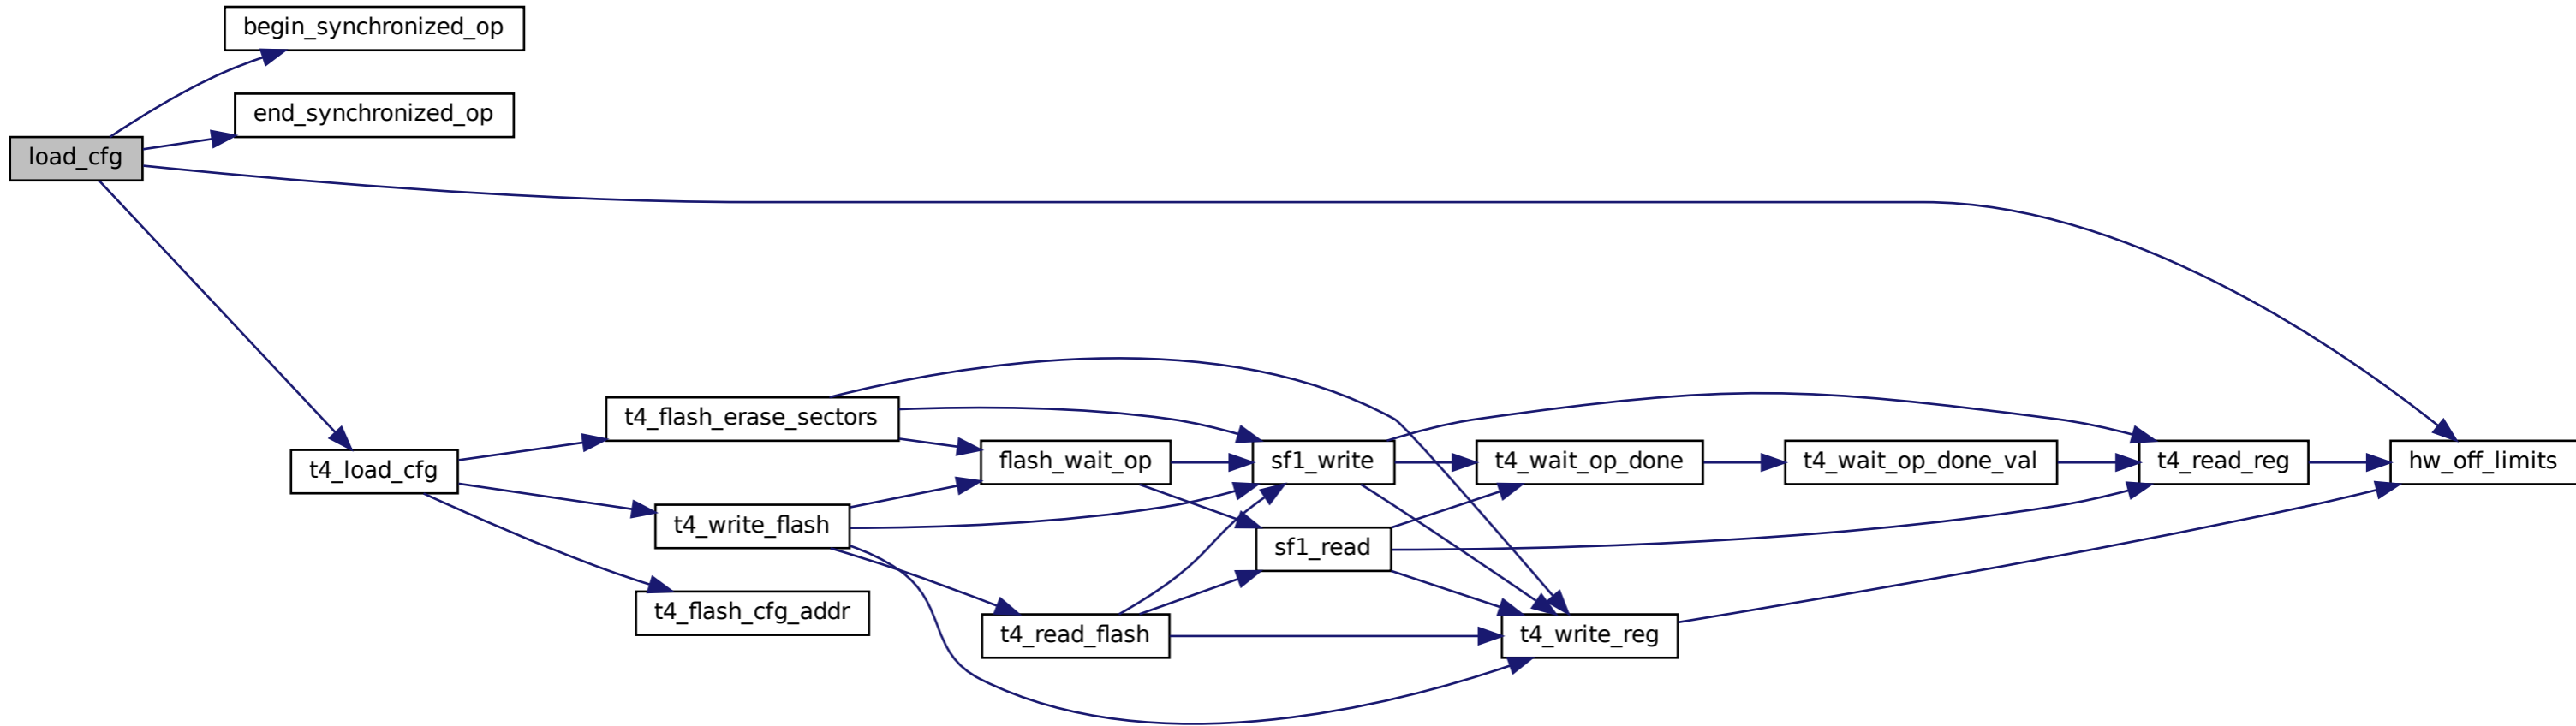 begin_synchronized_op
end_synchronized_op
load_cfg
t4_flash_erase_sectors
t4_load_cfg
flash_wait_op
sf1_write
t4_wait_op_done
t4_wait_op_done_val
t4_read_reg
hw_off_limits
t4_write_flash
sf1_read
t4_flash_cfg_addr
t4_read_flash
t4_write_reg